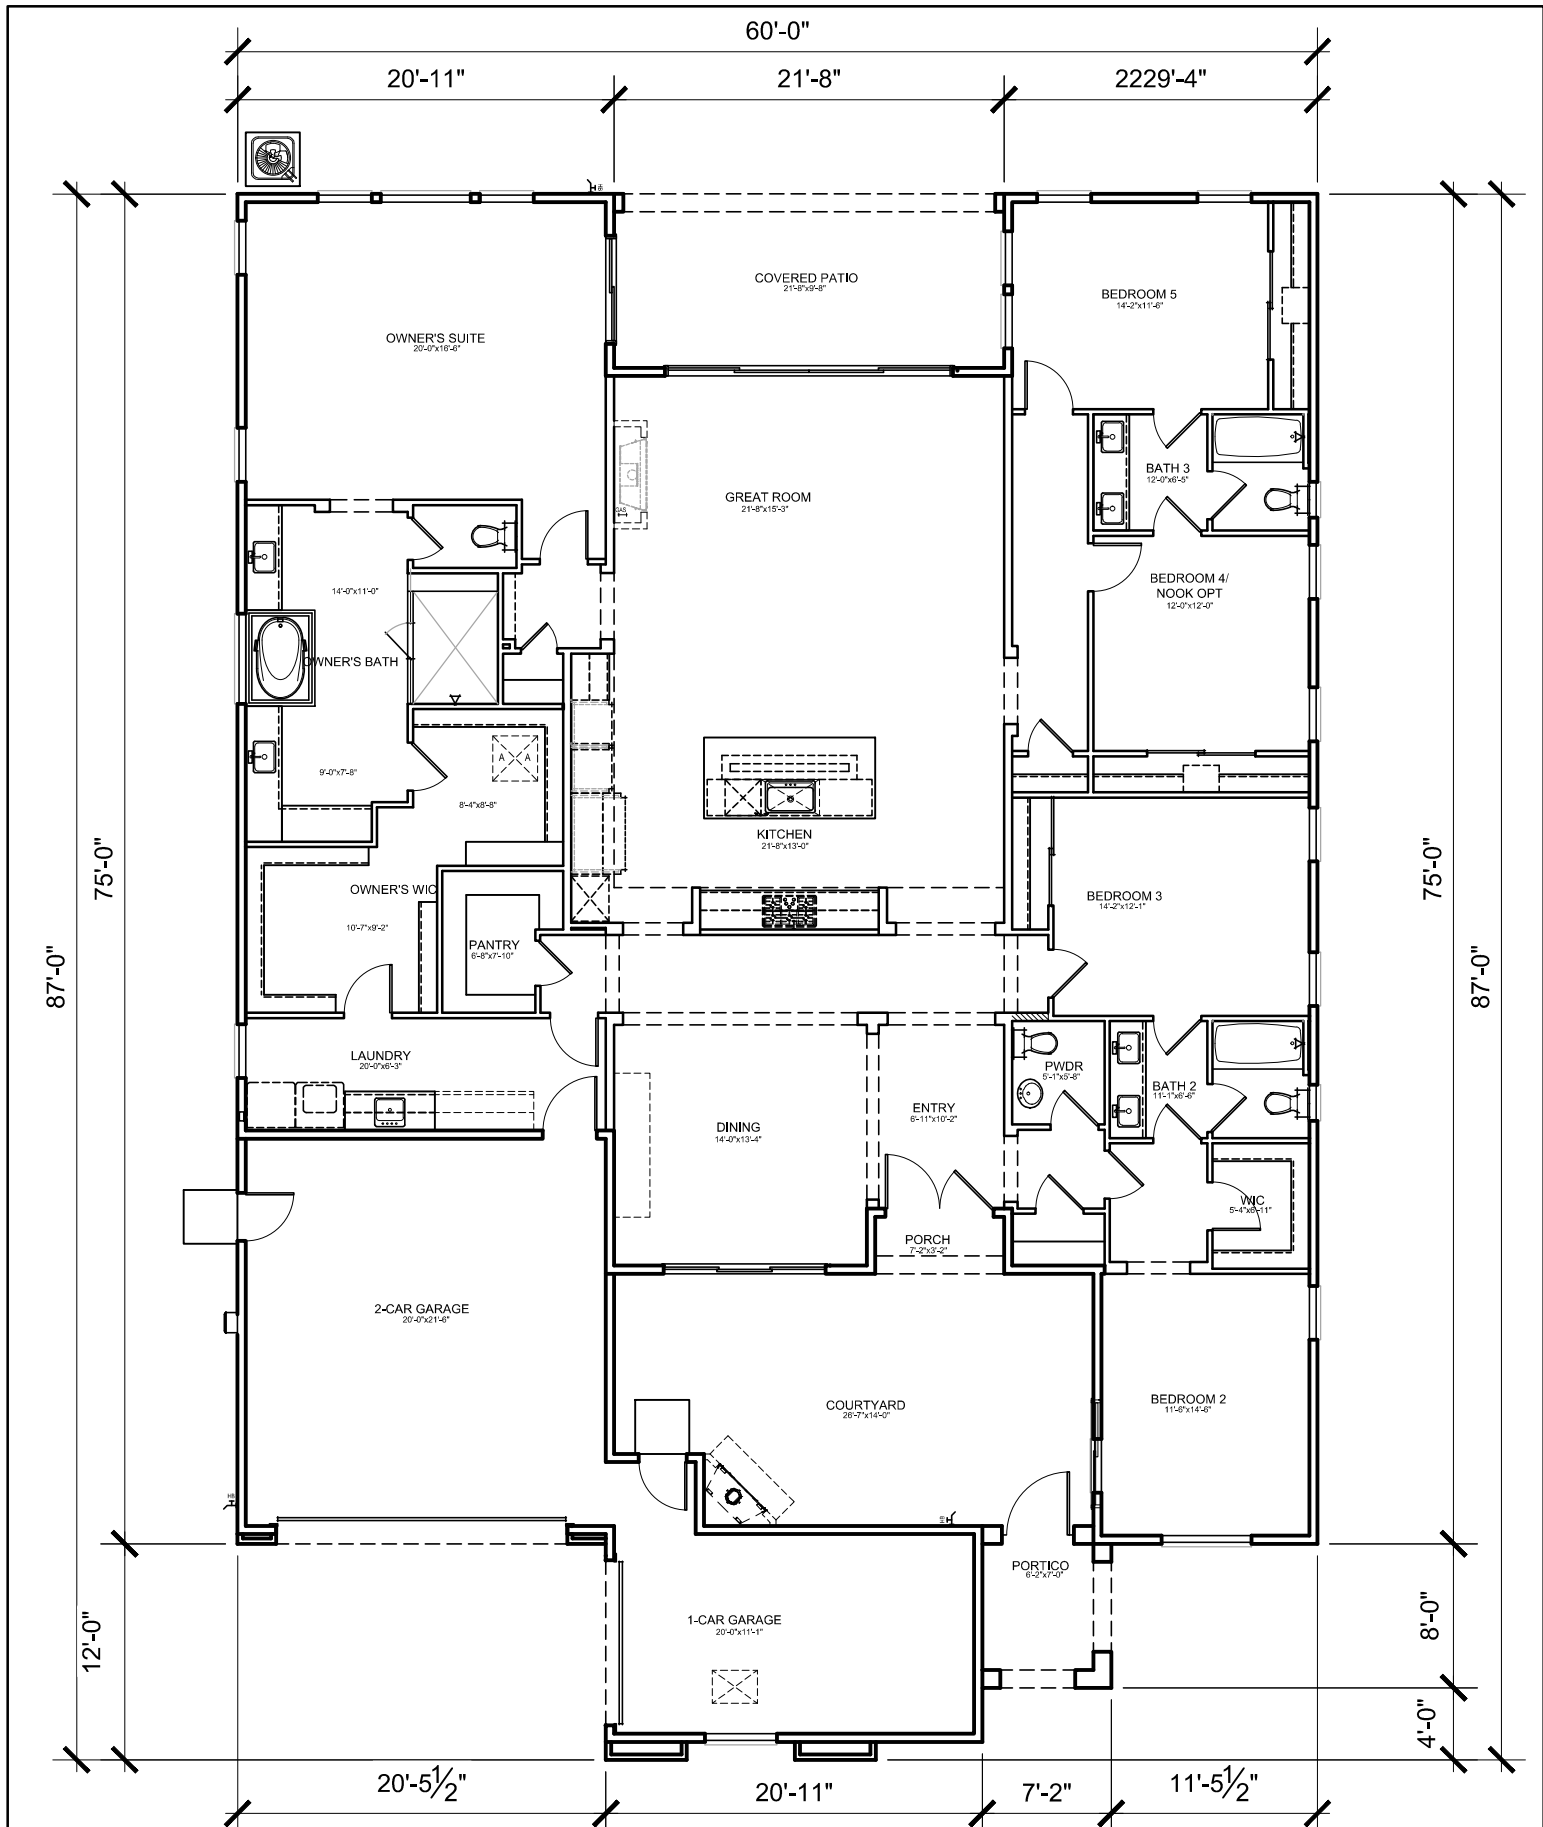 60'-0"
20'-11"
21'-8"
2229'-4"
HB
COVERED PATIO
21'-8"x9'-8"
BEDROOM 5
14'-2"x11'-6"
OWNER'S SUITE
20'-0"x16'-6"
BATH 3
12'-0"x6'-5"
GREAT ROOM
21'-8"x15'-3"
GAS
BEDROOM 4/
NOOK OPT
12'-0"x12'-0"
14'-0"x11'-0"
OWNER'S BATH
A A
9'-0"x7'-8"
8'-4"x8'-8"
KITCHEN
21'-8"x13'-0"
75'-0"
75'-0"
OWNER'S WIC
10'-7"x9'-2"
BEDROOM 3
14'-2"x12'-1"
PANTRY
6'-8"x7'-10"
87'-0"
87'-0"
LAUNDRY
20'-0"x6'-3"
PWDR
5'-1"x5'-8"
BATH 2
11'-1"x6'-6"
ENTRY
6'-11"x10'-2"
DINING
14'-0"x13'-4"
WIC
5'-4"x6'-11"
PORCH
7'-2"x3'-2"
2-CAR GARAGE
20'-0"x21'-6"
COURTYARD
26'-7"x14'-0"
BEDROOM 2
11'-6"x14'-6"
HB
HB
PORTICO
6'-2"x7'-0"
1-CAR GARAGE
20'-0"x11'-1"
12'-0"
8'-0"
4'-0"
20'-5½"
20'-11"
7'-2"
11'-5½"